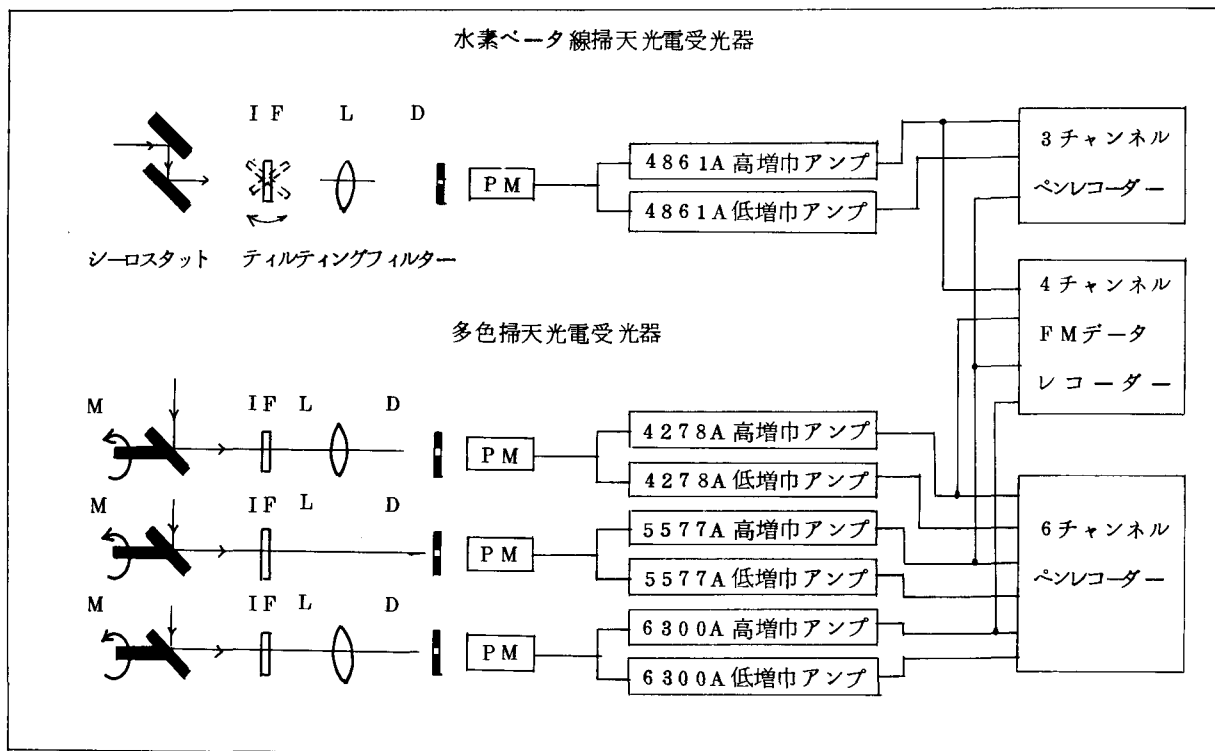 水素ベータ線掃天光電受光器
IF L D
PM
4861A 高増巾アンプ
4861A 低増巾アンプ
3チャンネル
ペンレコーダー
シーロスタット ティルティングフィルター
4チャンネル
FMデータ
レコーダー
多色掃天光電受光器
M IF L D
PM
4278A 高増巾アンプ
4278A 低増巾アンプ
M IF L D
PM
5577A 高増巾アンプ
5577A 低増巾アンプ
6チャンネル
ペンレコーダー
M IF L D
PM
6300A 高増巾アンプ
6300A 低増巾アンプ